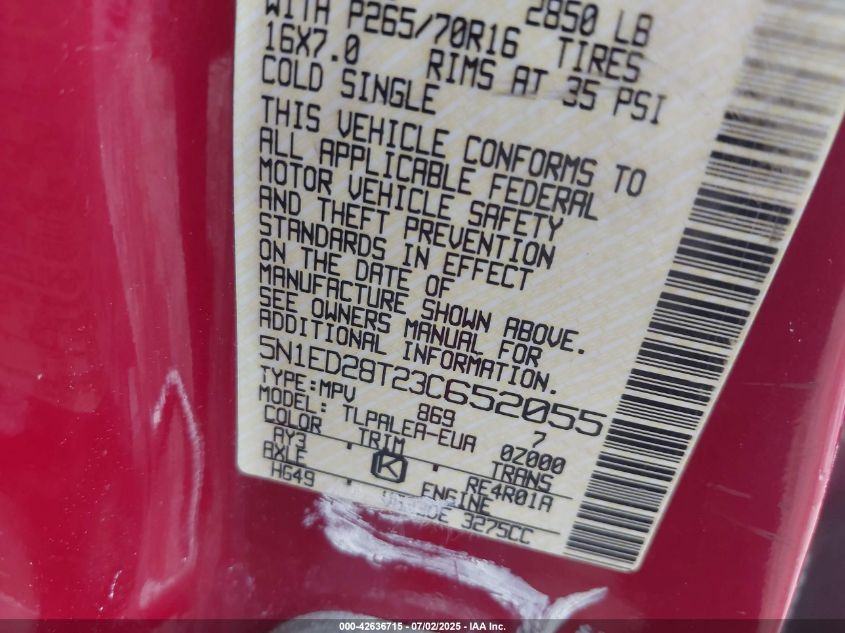 2850 LB
WITH P265/70R16 TIRES
16X7.0 RIMS AT 35 PSI
COLD SINGLE
THIS VEHICLE CONFORMS TO
ALL APPLICABLE FEDERAL
MOTOR VEHICLE SAFETY
AND THEFT PREVENTION
STANDARDS IN EFFECT
ON THE DATE OF
MANUFACTURE SHOWN ABOVE.
SEE OWNERS MANUAL FOR
ADDITIONAL INFORMATION.
5N1ED28T23C652055
TYPE:MPV 869 7
MODEL: TLPALEA-EUA 0Z000
COLOR TRIM TRANS
AY3 K RE4R01A
AXLE ENGINE
HG49 3275CC
000-42636715 - 07/02/2025 - IAA Inc.